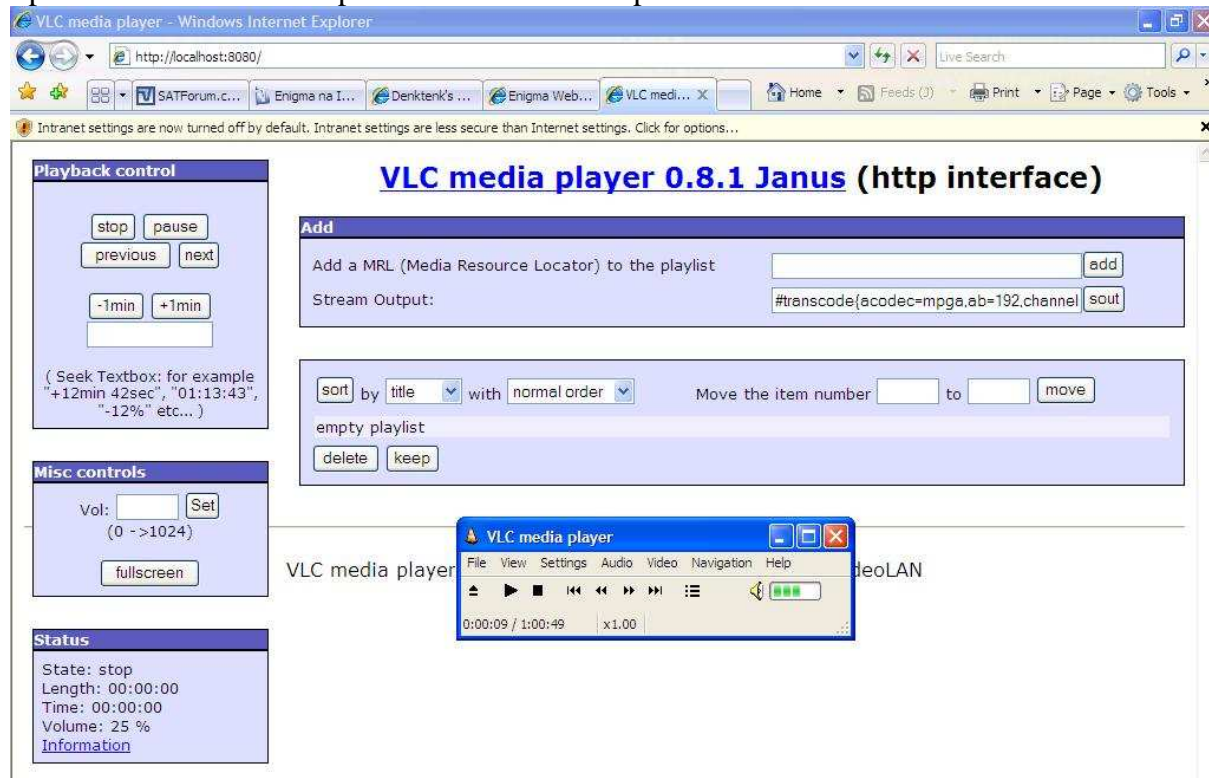 VLC media player - Windows Internet Explorer
http://localhost:8080/
Live Search
SATForum.c... Enigma na I... Denktenk's ... Enigma Web... VLC medi... X Home Feeds (J) Print Page Tools
Intranet settings are now turned off by default. Intranet settings are less secure than Internet settings. Click for options...
Playback control
stop pause
previous next
-1min +1min
( Seek Textbox: for example
"+12min 42sec", "01:13:43",
"-12%" etc... )
Misc controls
Vol: Set
(0 ->1024)
fullscreen
Status
State: stop
Length: 00:00:00
Time: 00:00:00
Volume: 25 %
Information
VLC media player 0.8.1 Janus (http interface)
Add
Add a MRL (Media Resource Locator) to the playlist add
Stream Output: #transcode{acodec=mpga,ab=192,channel sout
sort by title with normal order Move the item number to move
empty playlist
delete keep
VLC media player
deoLAN
VLC media player
File View Settings Audio Video Navigation Help
0:00:09 / 1:00:49 x1.00